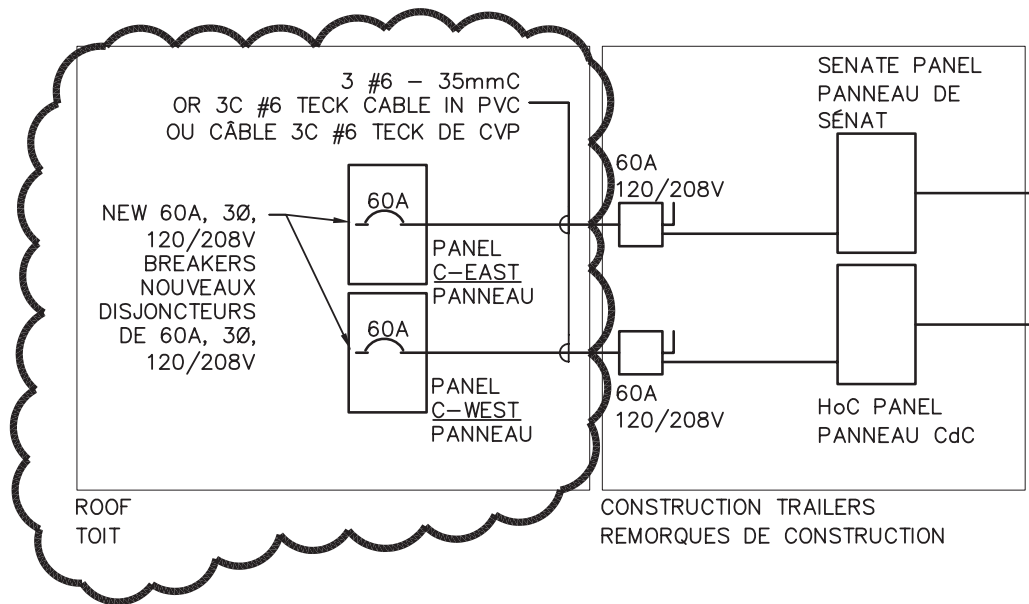 3 #6 – 35mmC
OR 3C #6 TECK CABLE IN PVC
OU CÂBLE 3C #6 TECK DE CVP
NEW 60A, 3Ø,
120/208V
BREAKERS
NOUVEAUX
DISJONCTEURS
DE 60A, 3Ø,
120/208V
60A
PANEL
C–EAST
PANNEAU
60A
PANEL
C–WEST
PANNEAU
ROOF
TOIT
SENATE PANEL
PANNEAU DE
SÉNAT
60A
120/208V
60A
120/208V
HoC PANEL
PANNEAU CdC
CONSTRUCTION TRAILERS
REMORQUES DE CONSTRUCTION